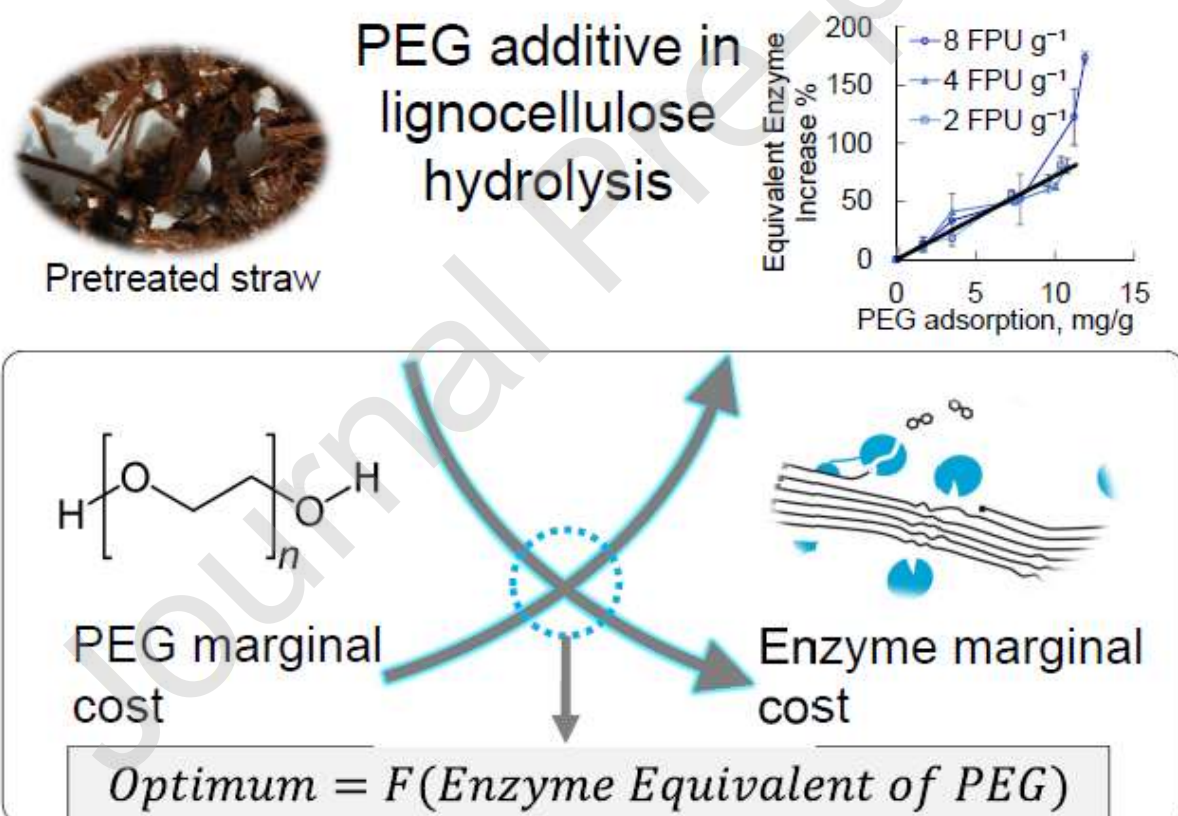 PEG additive in
lignocellulose
hydrolysis
Pretreated straw
Equivalent Enzyme
Increase %
200
150
100
50
0
8 FPU g⁻¹
4 FPU g⁻¹
2 FPU g⁻¹
0 5 10 15
PEG adsorption, mg/g
H
O
O
H
n
PEG marginal
cost
Enzyme marginal
cost
Optimum = F(Enzyme Equivalent of PEG)
Journal Pre-p